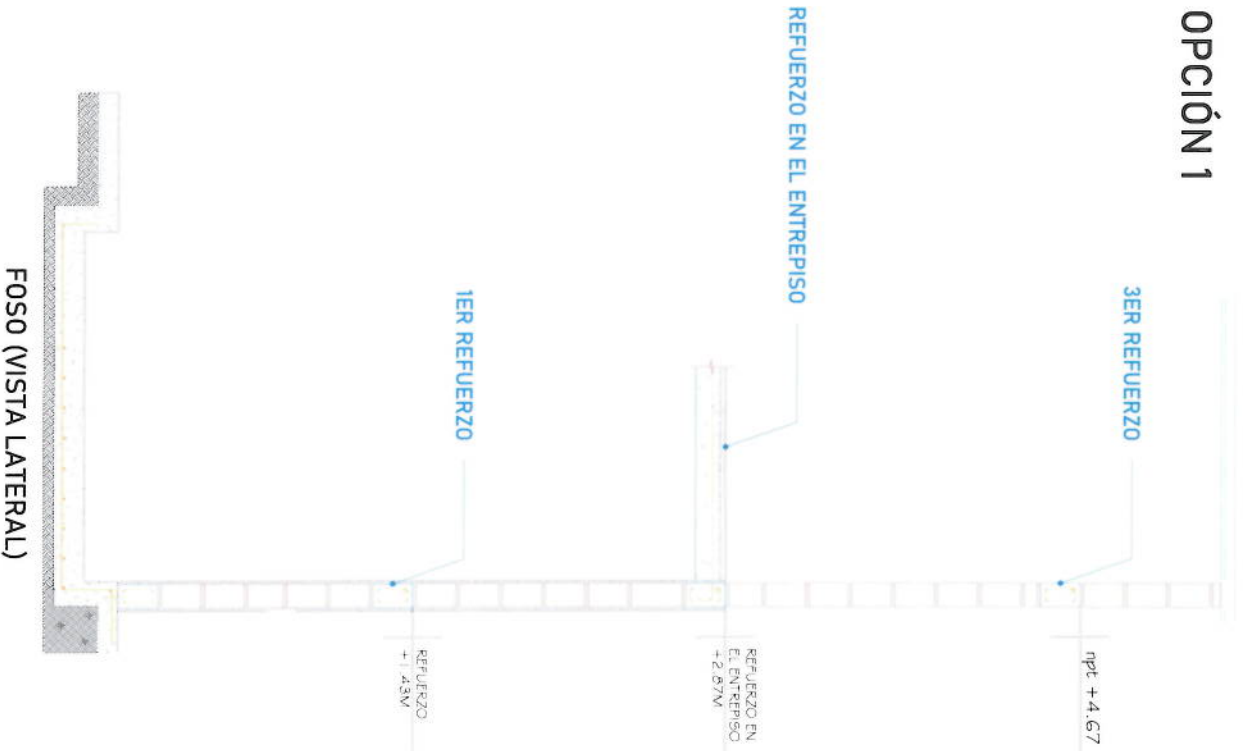 OPCIÓN 1
3ER REFUERZO
npt +4.67
REFUERZO EN EL ENTREPISO
REFUERZO EN
EL ENTREPISO
+2.87M
1ER REFUERZO
REFUERZO
+1.43M
FOSO (VISTA LATERAL)